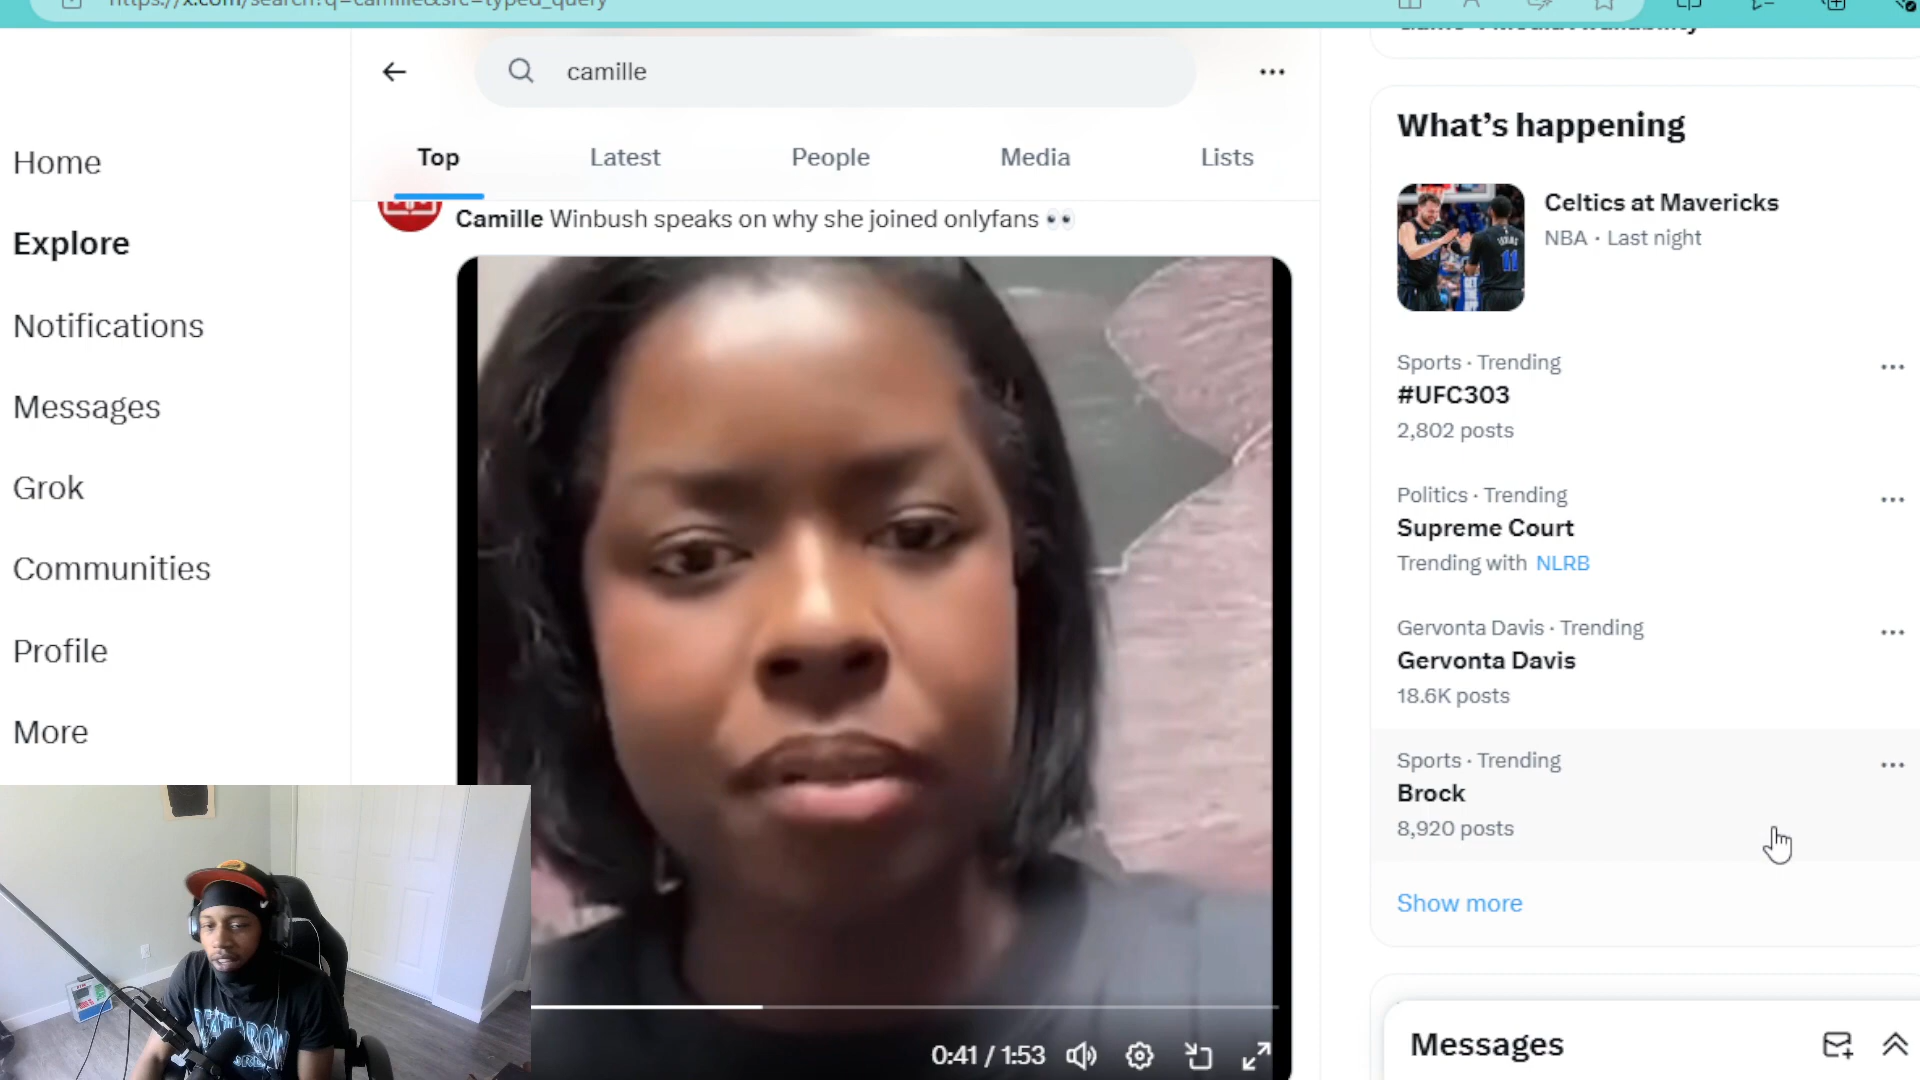 camille
Top
Latest
People
Media
Lists
Home
Explore
Notifications
Messages
Grok
Communities
Profile
More
Camille Winbush speaks on why she joined onlyfans 👀
0:41 / 1:53
What's happening
Celtics at Mavericks
NBA · Last night
11
Sports · Trending
#UFC303
2,802 posts
Politics · Trending
Supreme Court
Trending with NLRB
Gervonta Davis · Trending
Gervonta Davis
18.6K posts
Sports · Trending
Brock
8,920 posts
Show more
Messages